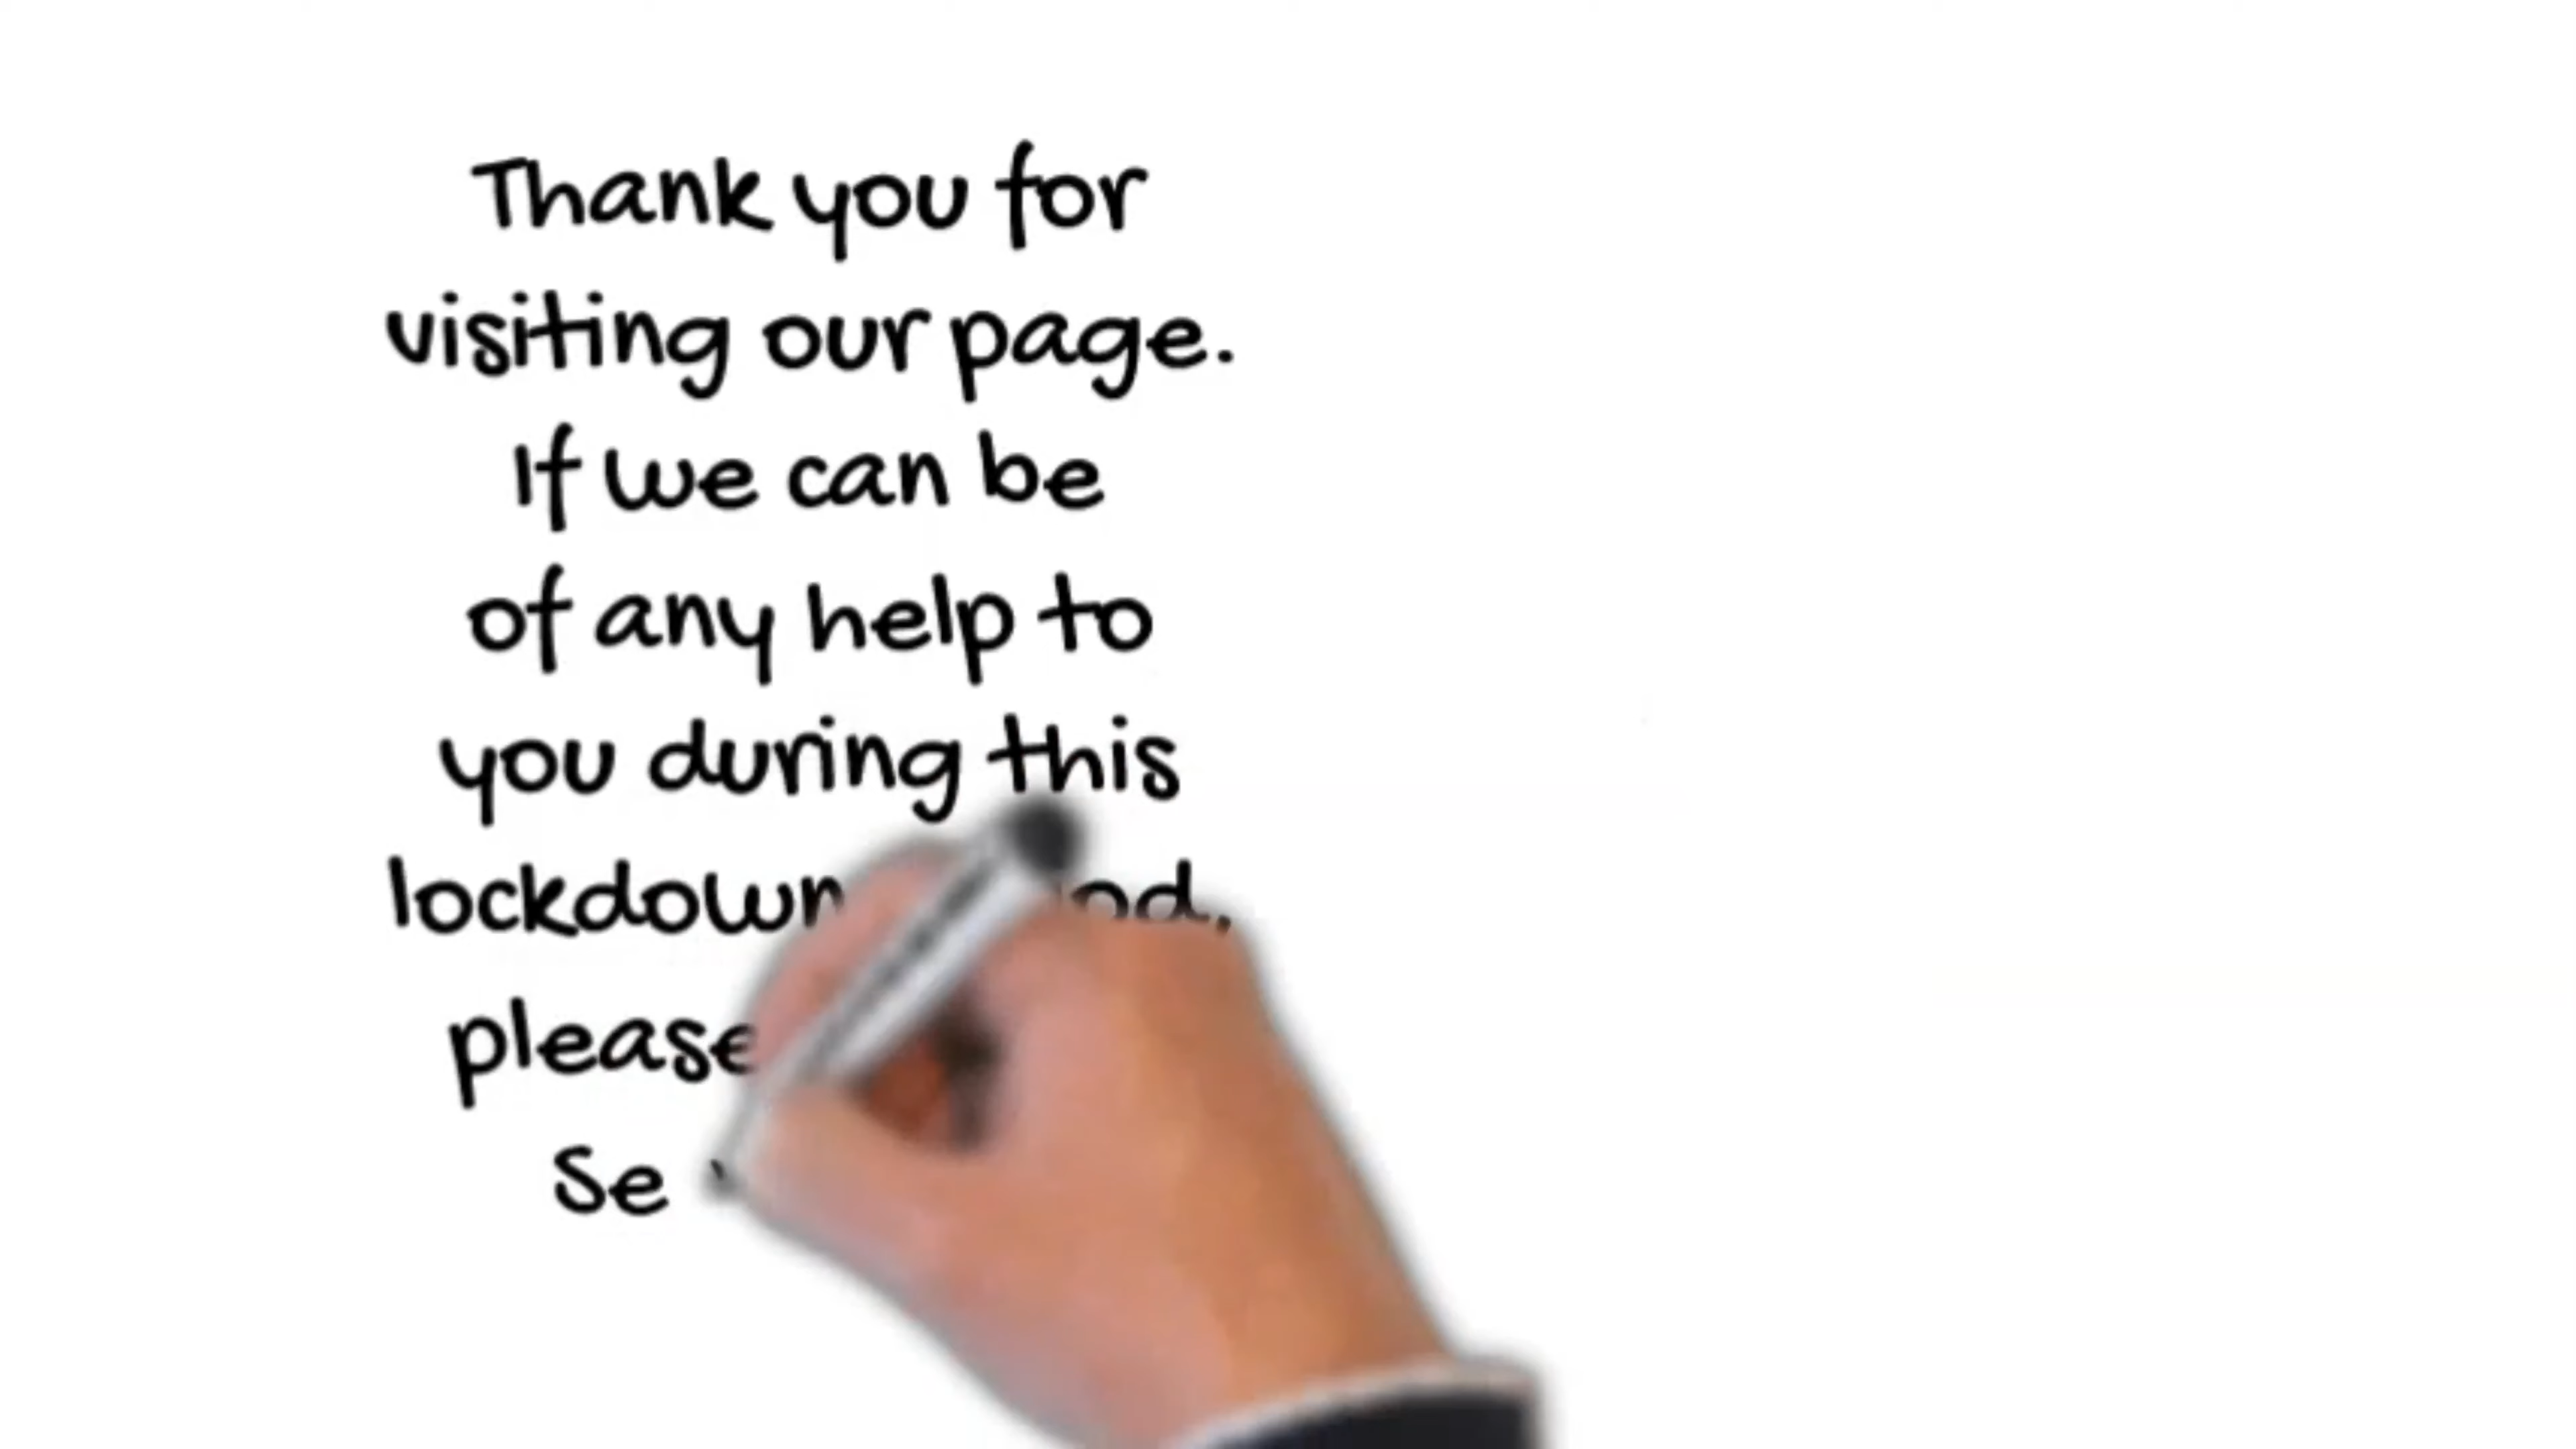 Thank you for
visiting our page.
If we can be
of any help to
you during this
lockdown
please
Se